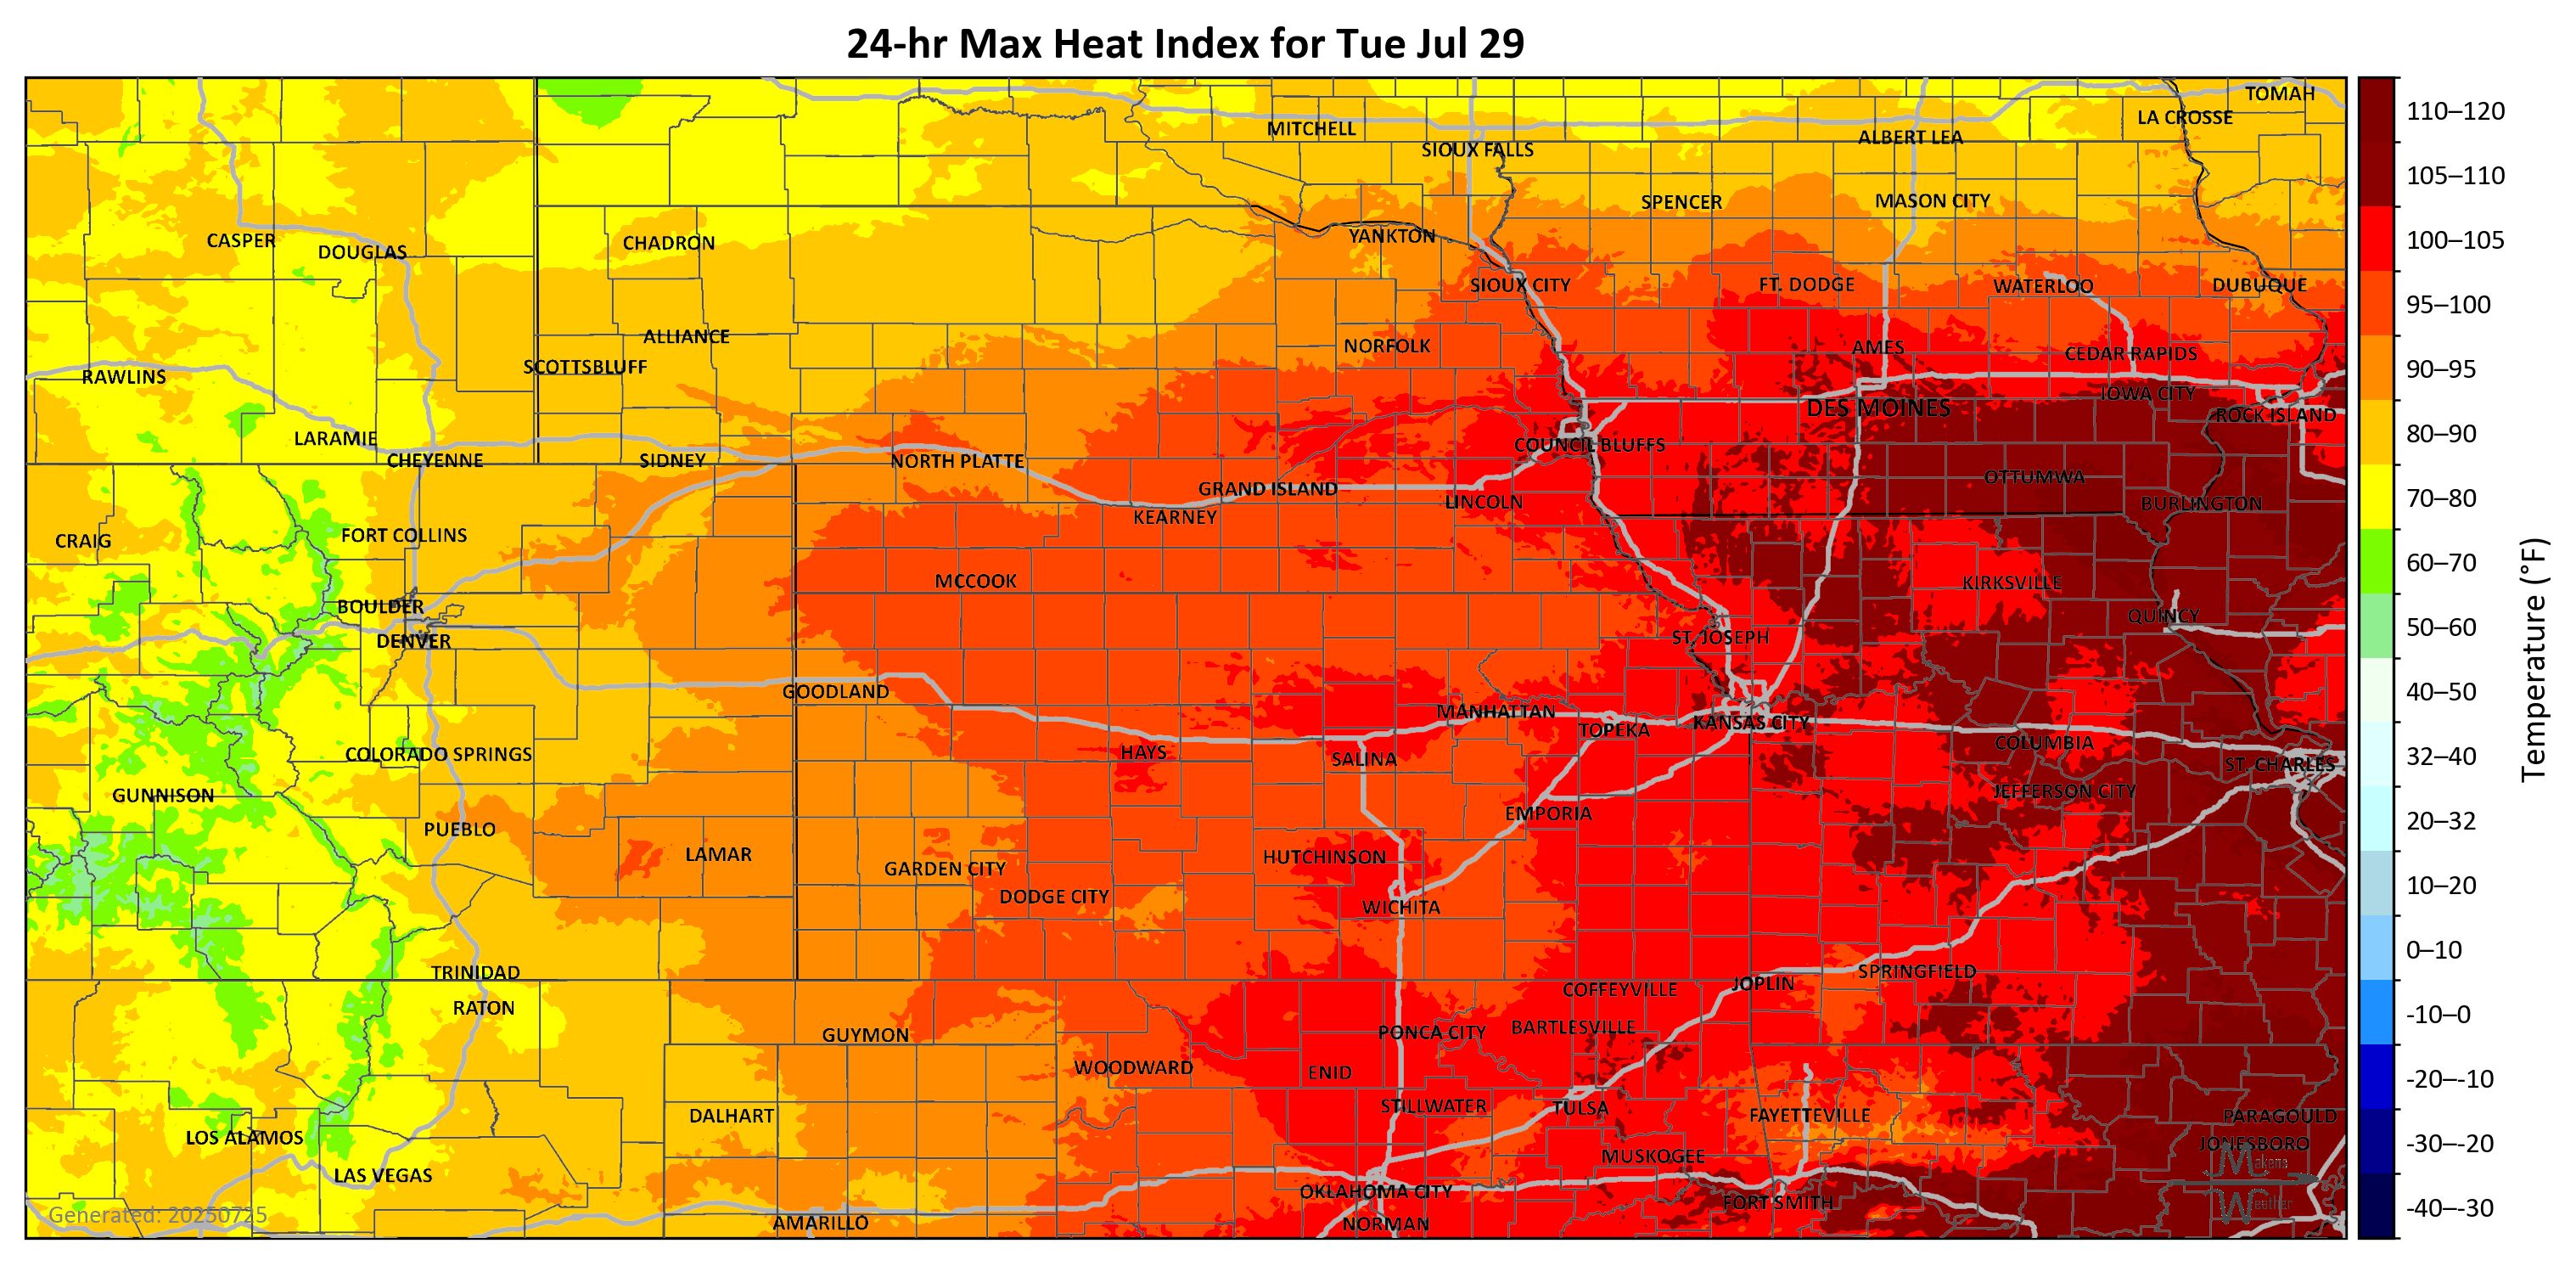 24-hr Max Heat Index for Tue Jul 29
TOMAH
LA CROSSE
MITCHELL
ALBERT LEA
SIOUX FALLS
SPENCER
MASON CITY
YANKTON
CASPER
DOUGLAS
CHADRON
SIOUX CITY
FT. DODGE
WATERLOO
DUBUQUE
ALLIANCE
NORFOLK
AMES
CEDAR RAPIDS
SCOTTSBLUFF
RAWLINS
IOWA CITY
DES MOINES
ROCK ISLAND
LARAMIE
COUNCIL BLUFFS
CHEYENNE
SIDNEY
NORTH PLATTE
OTTUMWA
GRAND ISLAND
LINCOLN
BURLINGTON
KEARNEY
FORT COLLINS
CRAIG
MCCOOK
KIRKSVILLE
BOULDER
QUINCY
DENVER
ST. JOSEPH
GOODLAND
MANHATTAN
KANSAS CITY
TOPEKA
COLUMBIA
COLORADO SPRINGS
HAYS
SALINA
ST. CHARLES
GUNNISON
JEFFERSON CITY
EMPORIA
PUEBLO
LAMAR
HUTCHINSON
GARDEN CITY
DODGE CITY
WICHITA
TRINIDAD
SPRINGFIELD
JOPLIN
COFFEYVILLE
RATON
GUYMON
PONCA CITY
BARTLESVILLE
WOODWARD
ENID
STILLWATER
TULSA
DALHART
FAYETTEVILLE
PARAGOULD
LOS ALAMOS
JONESBORO
MUSKOGEE
LAS VEGAS
OKLAHOMA CITY
FORT SMITH
AMARILLO
NORMAN
Makens
Weather
Generated: 20250725
110–120
105–110
100–105
95–100
90–95
80–90
70–80
60–70
50–60
40–50
32–40
20–32
10–20
0–10
-10–0
-20–-10
-30–-20
-40–-30
Temperature (°F)